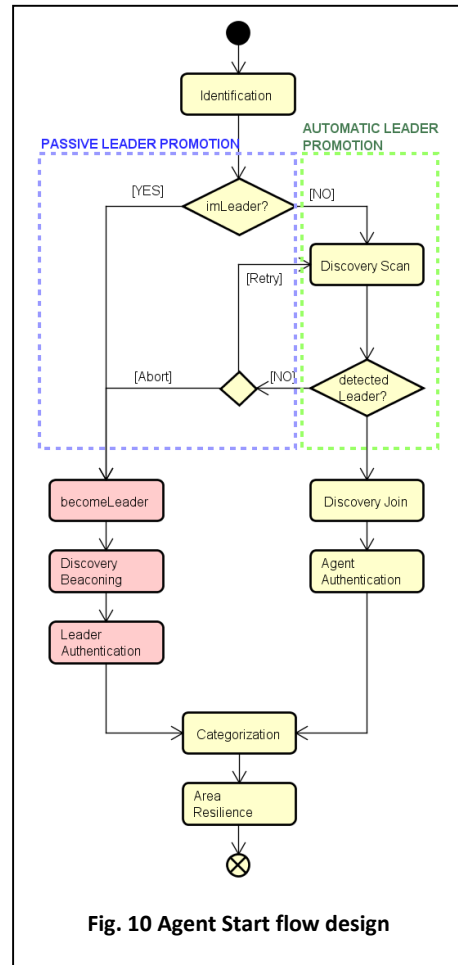 Identification
PASSIVE LEADER PROMOTION
AUTOMATIC LEADER
PROMOTION
[YES]
imLeader?
[NO]
Discovery Scan
[Retry]
[Abort]
[NO]
detected
Leader?
becomeLeader
Discovery Join
Discovery
Beaconing
Agent
Authentication
Leader
Authentication
Categorization
Area
Resilience
Fig. 10 Agent Start flow design